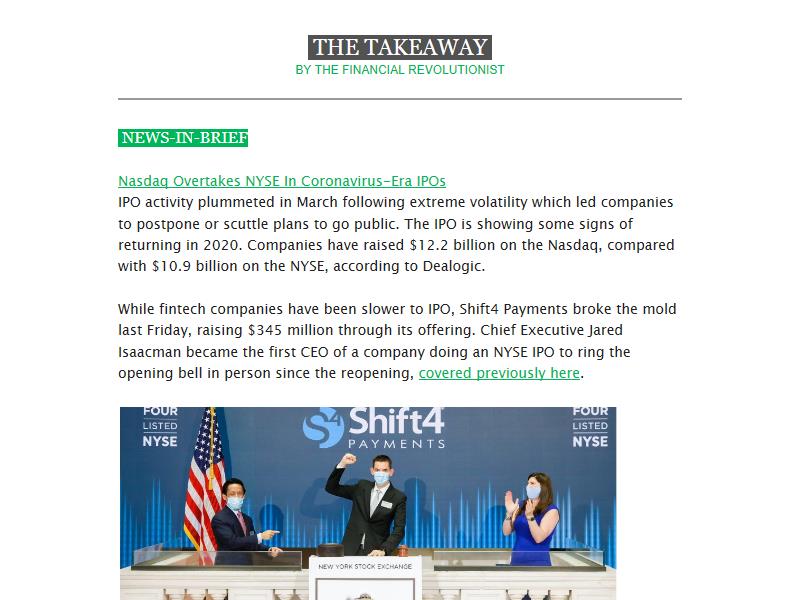 THE TAKEAWAY
BY THE FINANCIAL REVOLUTIONIST
NEWS-IN-BRIEF
Nasdaq Overtakes NYSE In Coronavirus-Era IPOs
IPO activity plummeted in March following extreme volatility which led companies
to postpone or scuttle plans to go public. The IPO is showing some signs of
returning in 2020. Companies have raised $12.2 billion on the Nasdaq, compared
with $10.9 billion on the NYSE, according to Dealogic.
While fintech companies have been slower to IPO, Shift4 Payments broke the mold
last Friday, raising $345 million through its offering. Chief Executive Jared
Isaacman became the first CEO of a company doing an NYSE IPO to ring the
opening bell in person since the reopening, covered previously here.
FOUR
LISTED
NYSE
S4 Shift4
PAYMENTS
FOUR
LISTED
NYSE
NEW YORK STOCK EXCHANGE